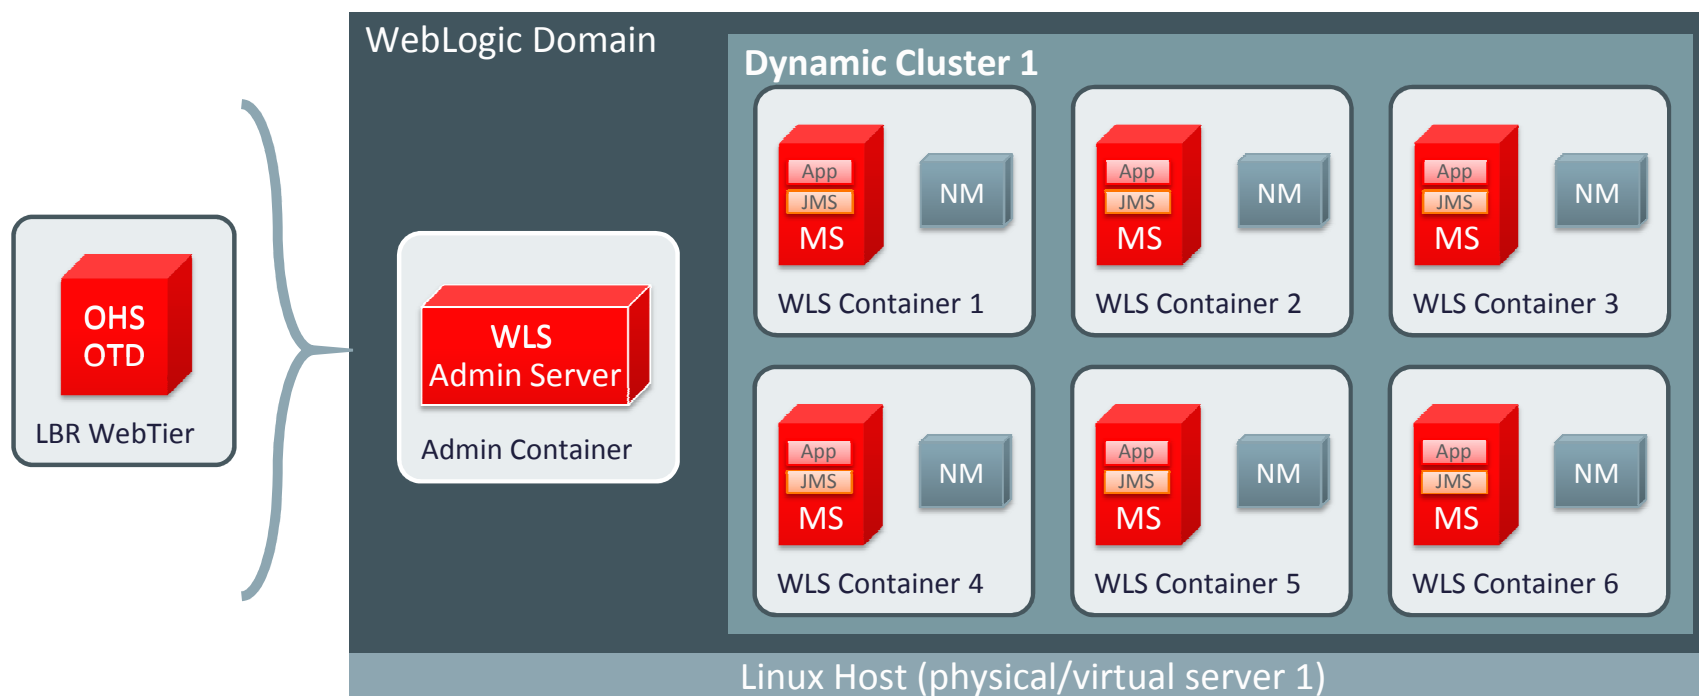 WebLogic Domain
Dynamic Cluster 1
OHS
OTD
LBR WebTier
WLS
Admin Server
Admin Container
App
JMS
MS
NM
WLS Container 1
App
JMS
MS
NM
WLS Container 2
App
JMS
MS
NM
WLS Container 3
App
JMS
MS
NM
WLS Container 4
App
JMS
MS
NM
WLS Container 5
App
JMS
MS
NM
WLS Container 6
Linux Host (physical/virtual server 1)